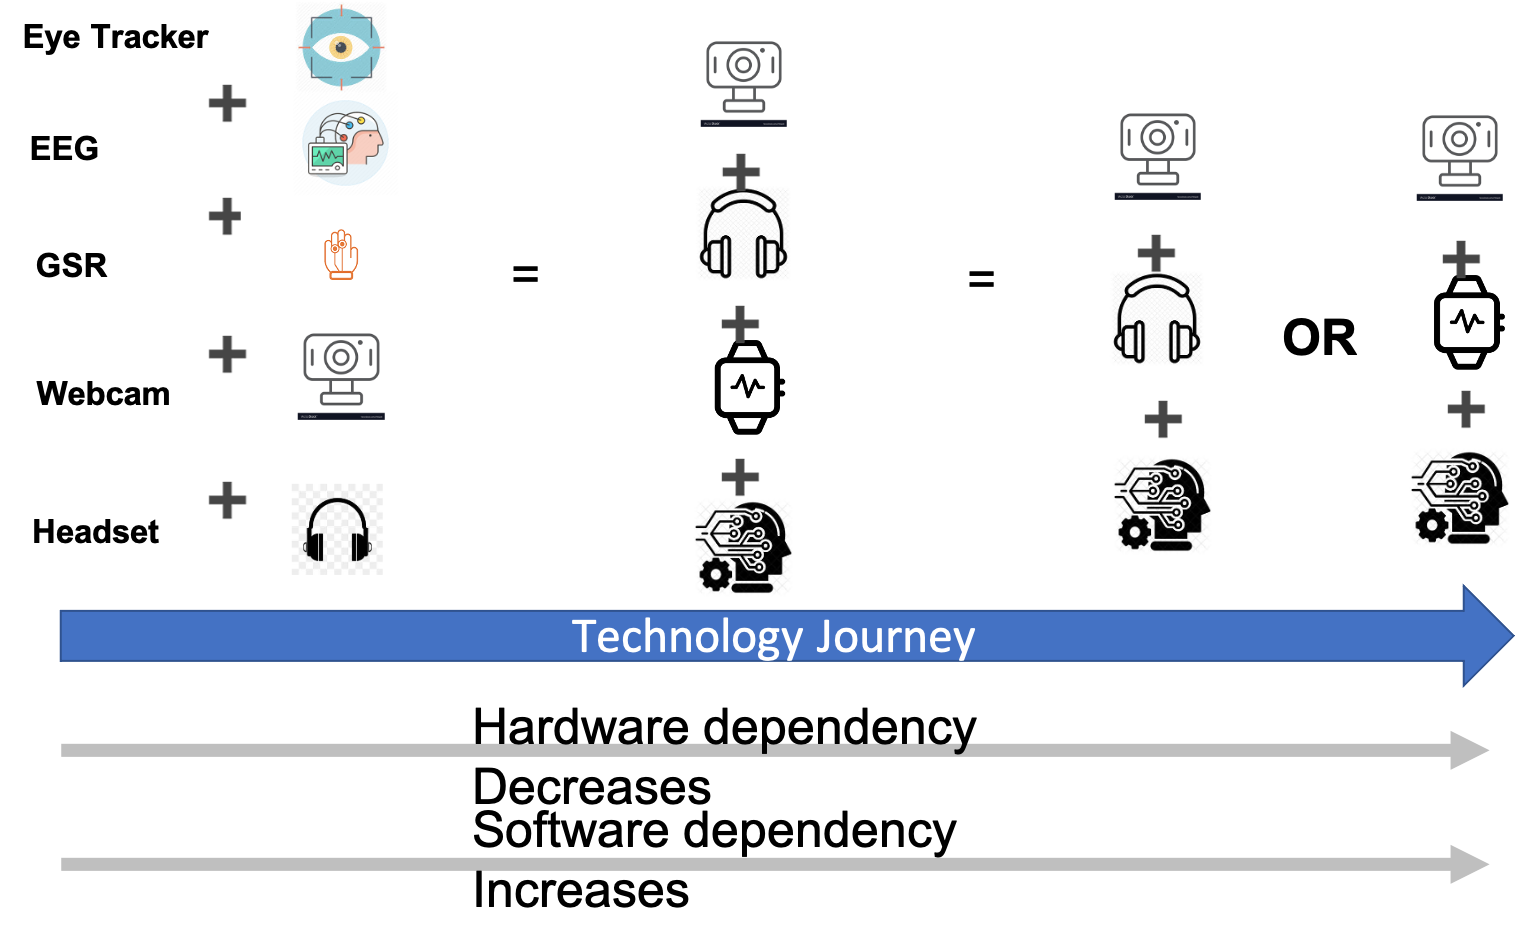 Eye Tracker
EEG
GSR
Webcam
Headset
=
=
OR
Technology Journey
Hardware dependency
Decreases
Software dependency
Increases